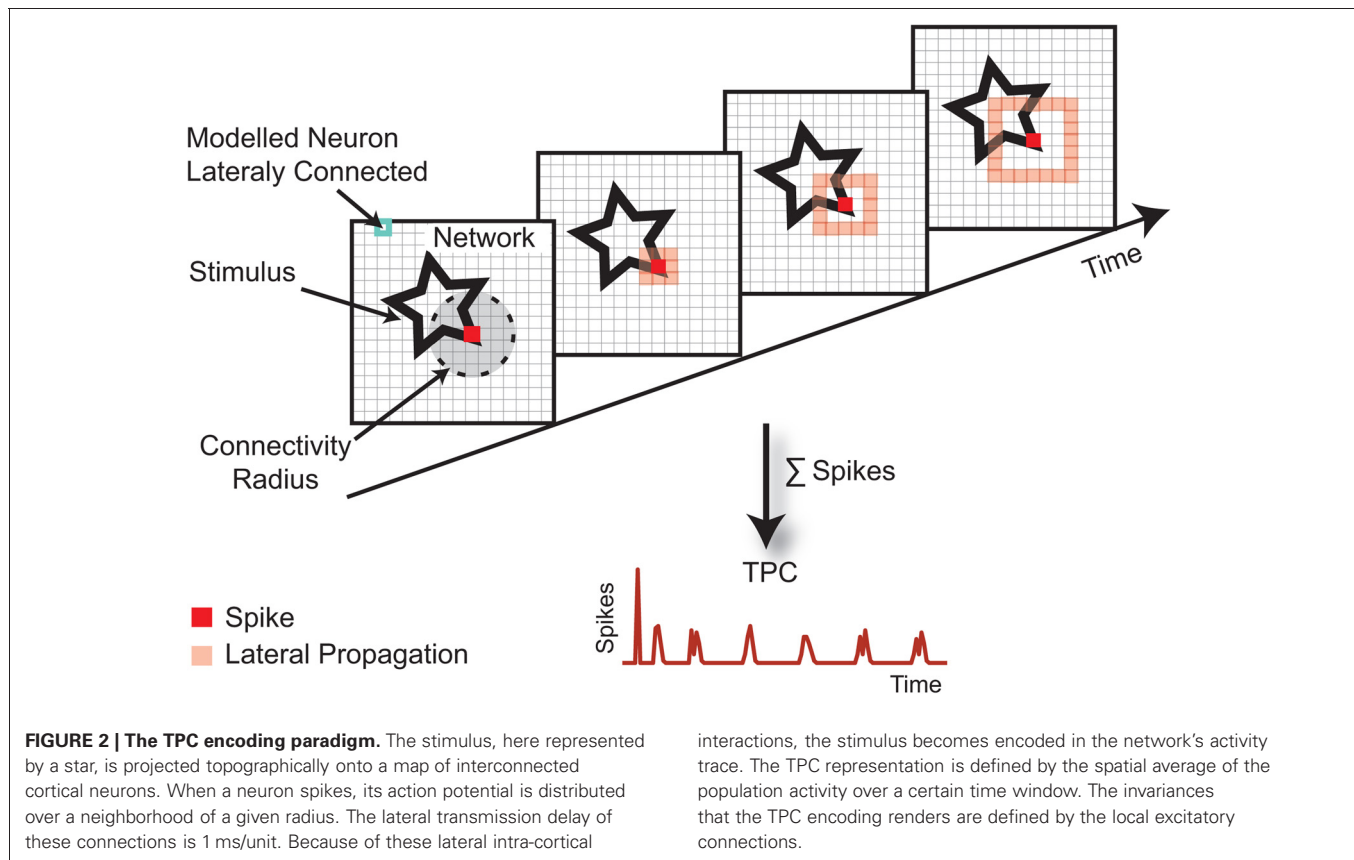 Modelled Neuron
Lateraly Connected
Network
Stimulus
Connectivity
Radius
Time
∑ Spikes
TPC
Spike
Lateral Propagation
Spikes
Time
FIGURE 2 | The TPC encoding paradigm. The stimulus, here represented
by a star, is projected topographically onto a map of interconnected
cortical neurons. When a neuron spikes, its action potential is distributed
over a neighborhood of a given radius. The lateral transmission delay of
these connections is 1 ms/unit. Because of these lateral intra-cortical
interactions, the stimulus becomes encoded in the network's activity
trace. The TPC representation is defined by the spatial average of the
population activity over a certain time window. The invariances
that the TPC encoding renders are defined by the local excitatory
connections.